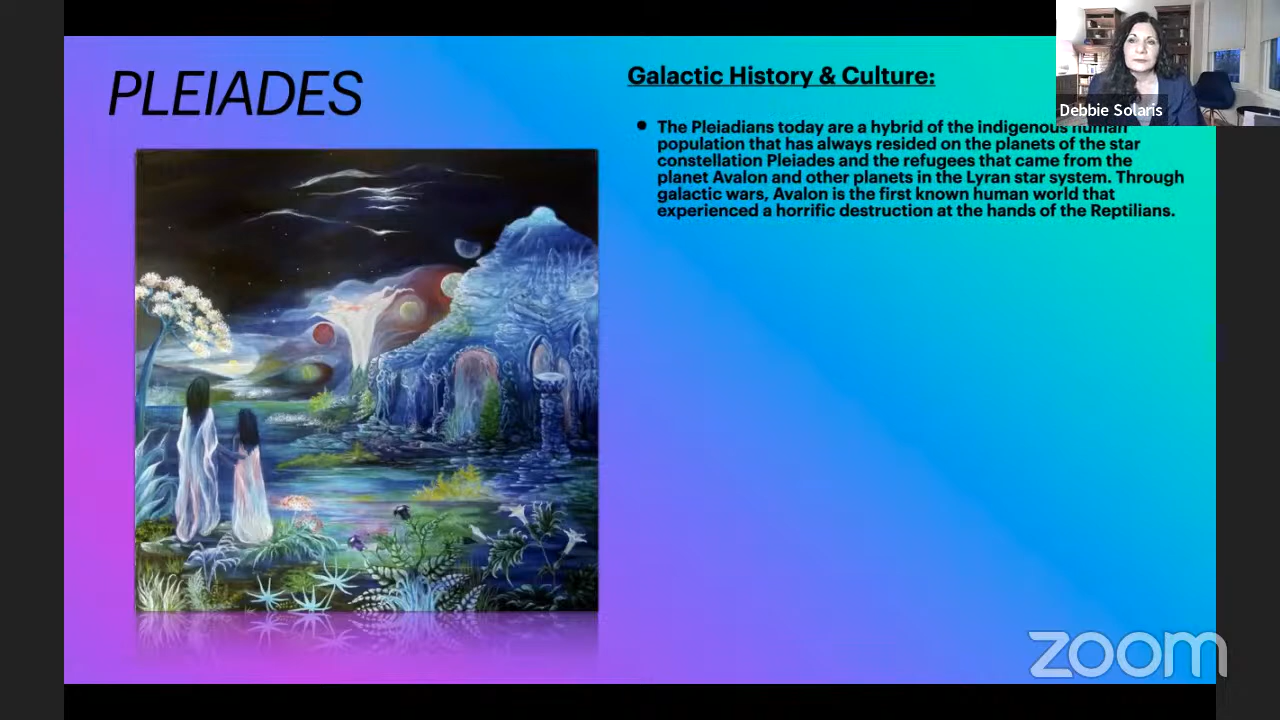 PLEIADES
Galactic History & Culture:
Debbie Solaris
● The Pleiadians today are a hybrid of the indigenous human
population that has always resided on the planets of the star
constellation Pleiades and the refugees that came from the
planet Avalon and other planets in the Lyran star system. Through
galactic wars, Avalon is the first known human world that
experienced a horrific destruction at the hands of the Reptilians.
zoom